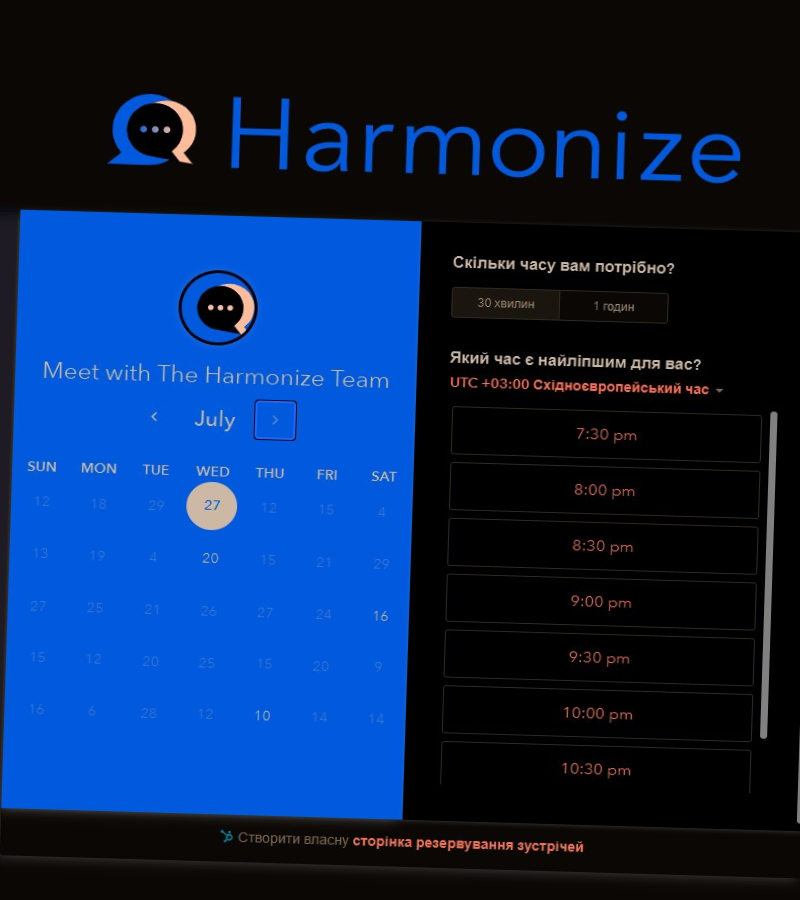 Harmonize
Meet with The Harmonize Team
July
SUN MON TUE WED THU FRI SAT
12 18 29 27 12 15 4
13 19 4 20 15 21 29
27 25 21 26 27 24 16
15 12 20 25 15 20 9
16 6 28 12 10 14 14
Скільки часу вам потрібно?
30 хвилин 1 годин
Який час є найліпшим для вас?
UTC +03:00 Східноєвропейський час
7:30 pm
8:00 pm
8:30 pm
9:00 pm
9:30 pm
10:00 pm
10:30 pm
Створити власну сторінка резервування зустрічей